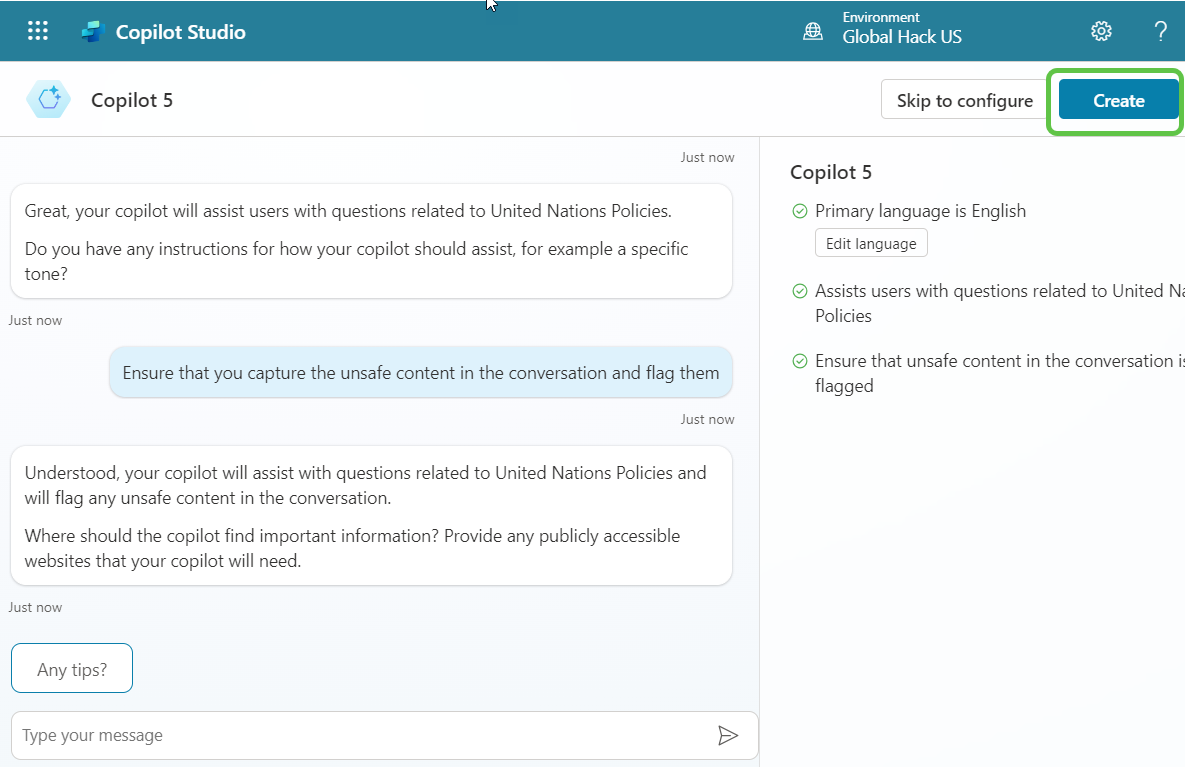 Copilot Studio
Environment
Global Hack US
?
Copilot 5
Skip to configure
Create
Just now
Great, your copilot will assist users with questions related to United Nations Policies.
Do you have any instructions for how your copilot should assist, for example a specific
tone?
Just now
Ensure that you capture the unsafe content in the conversation and flag them
Just now
Understood, your copilot will assist with questions related to United Nations Policies and
will flag any unsafe content in the conversation.
Where should the copilot find important information? Provide any publicly accessible
websites that your copilot will need.
Just now
Any tips?
Type your message
Copilot 5
Primary language is English
Edit language
Assists users with questions related to United Na
Policies
Ensure that unsafe content in the conversation is
flagged